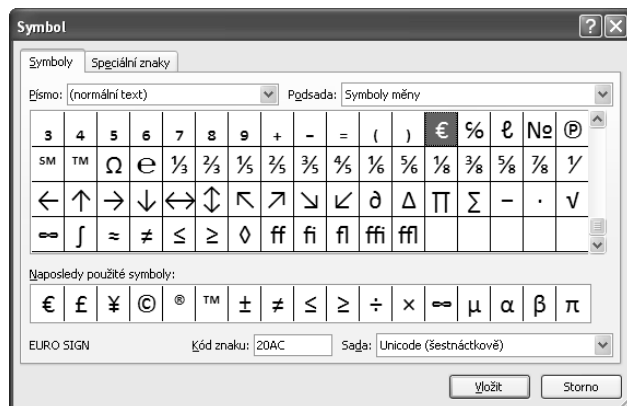 Symbol
Symboly Speciální znaky
Písmo: (normální text) Podsada: Symboly měny
3 4 5 6 7 8 9 + − = ( ) € ℅ ℓ № ℗
℠ ™ Ω ℮ ⅓ ⅔ ⅕ ⅖ ⅗ ⅘ ⅙ ⅚ ⅛ ⅜ ⅝ ⅞ ⅟
← ↑ → ↓ ↔ ↕ ↖ ↗ ↘ ↙ ∂ ∆ ∏ ∑ − · √
∞ ∫ ≈ ≠ ≤ ≥ ◊ ff fi fl ffi ffl
Naposledy použité symboly:
€ £ ¥ © ® ™ ± ≠ ≤ ≥ ÷ × ∞ µ α β π
EURO SIGN Kód znaku: 20AC Sada: Unicode (šestnáctkově)
Vložit Storno